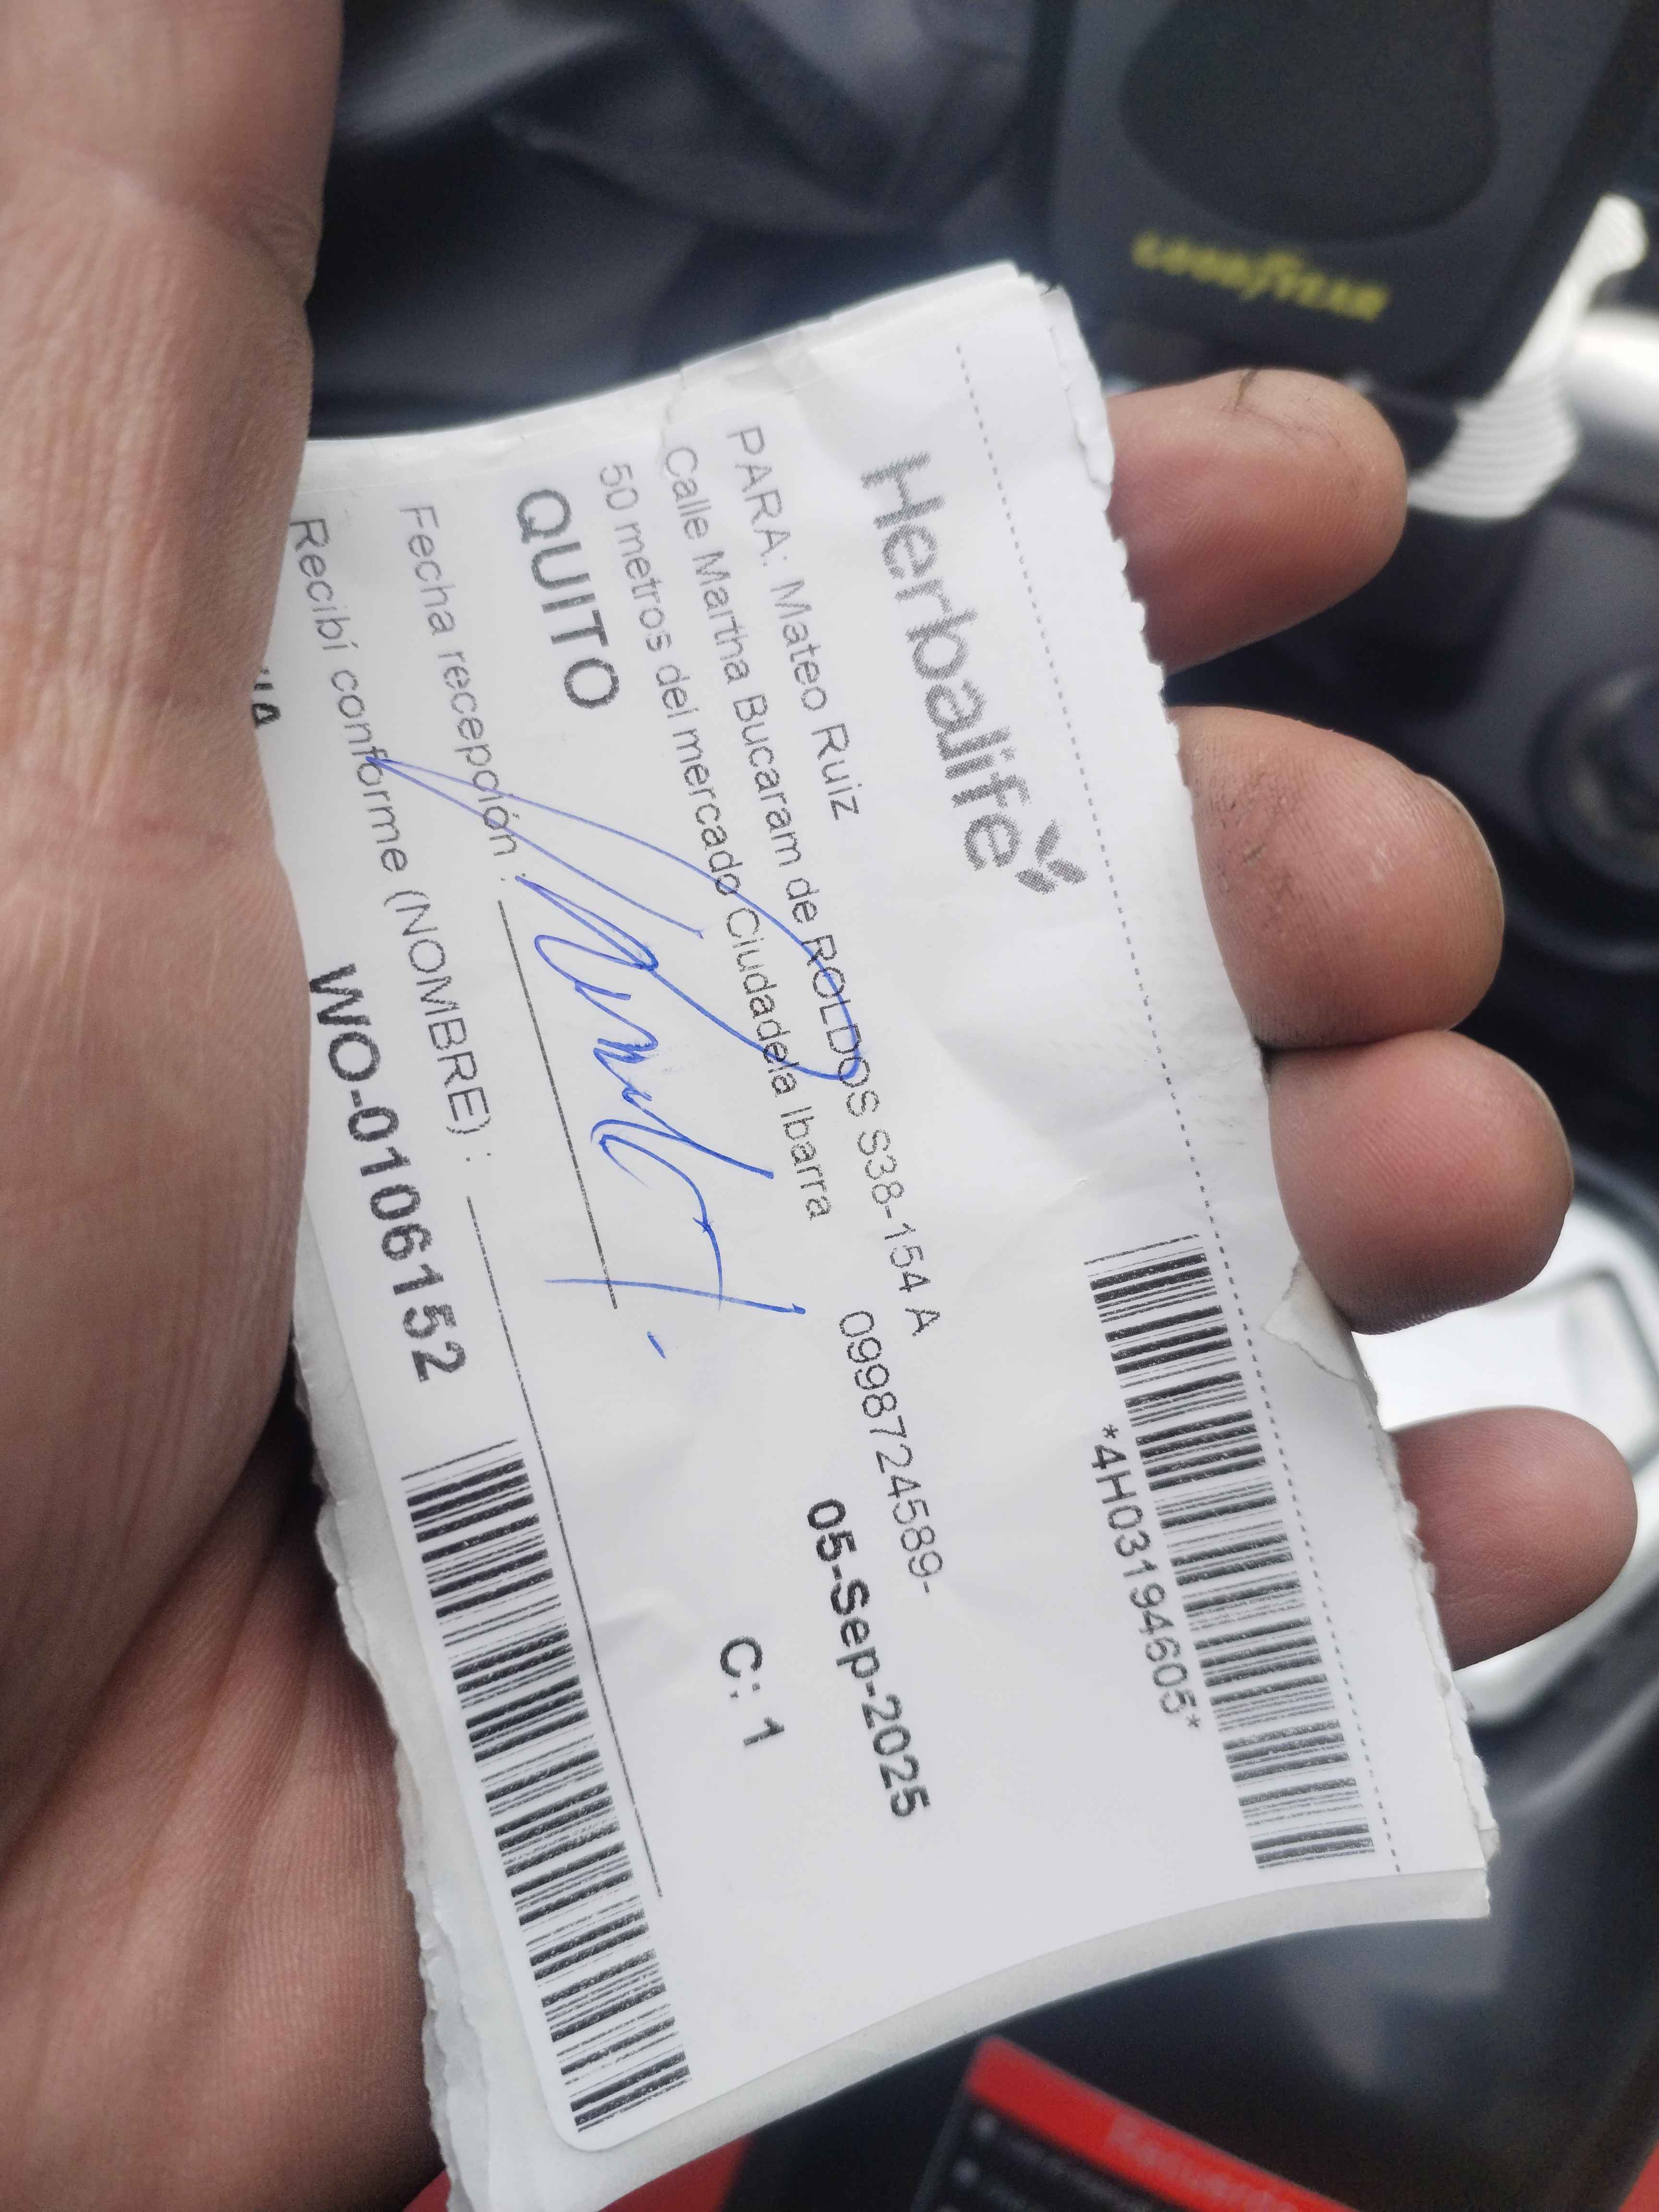 GOODYEAR
Herbalife
*4H03194605*
PARA: Mateo Ruiz
Calle Martha Bucaram de ROLDOS S38-154 A
0998724589-
50 metros del mercado Ciudadela Ibarra
05-Sep-2025
QUITO
C: 1
Fecha recepción :
Recibí conforme (NOMBRE) :
WO-0106152